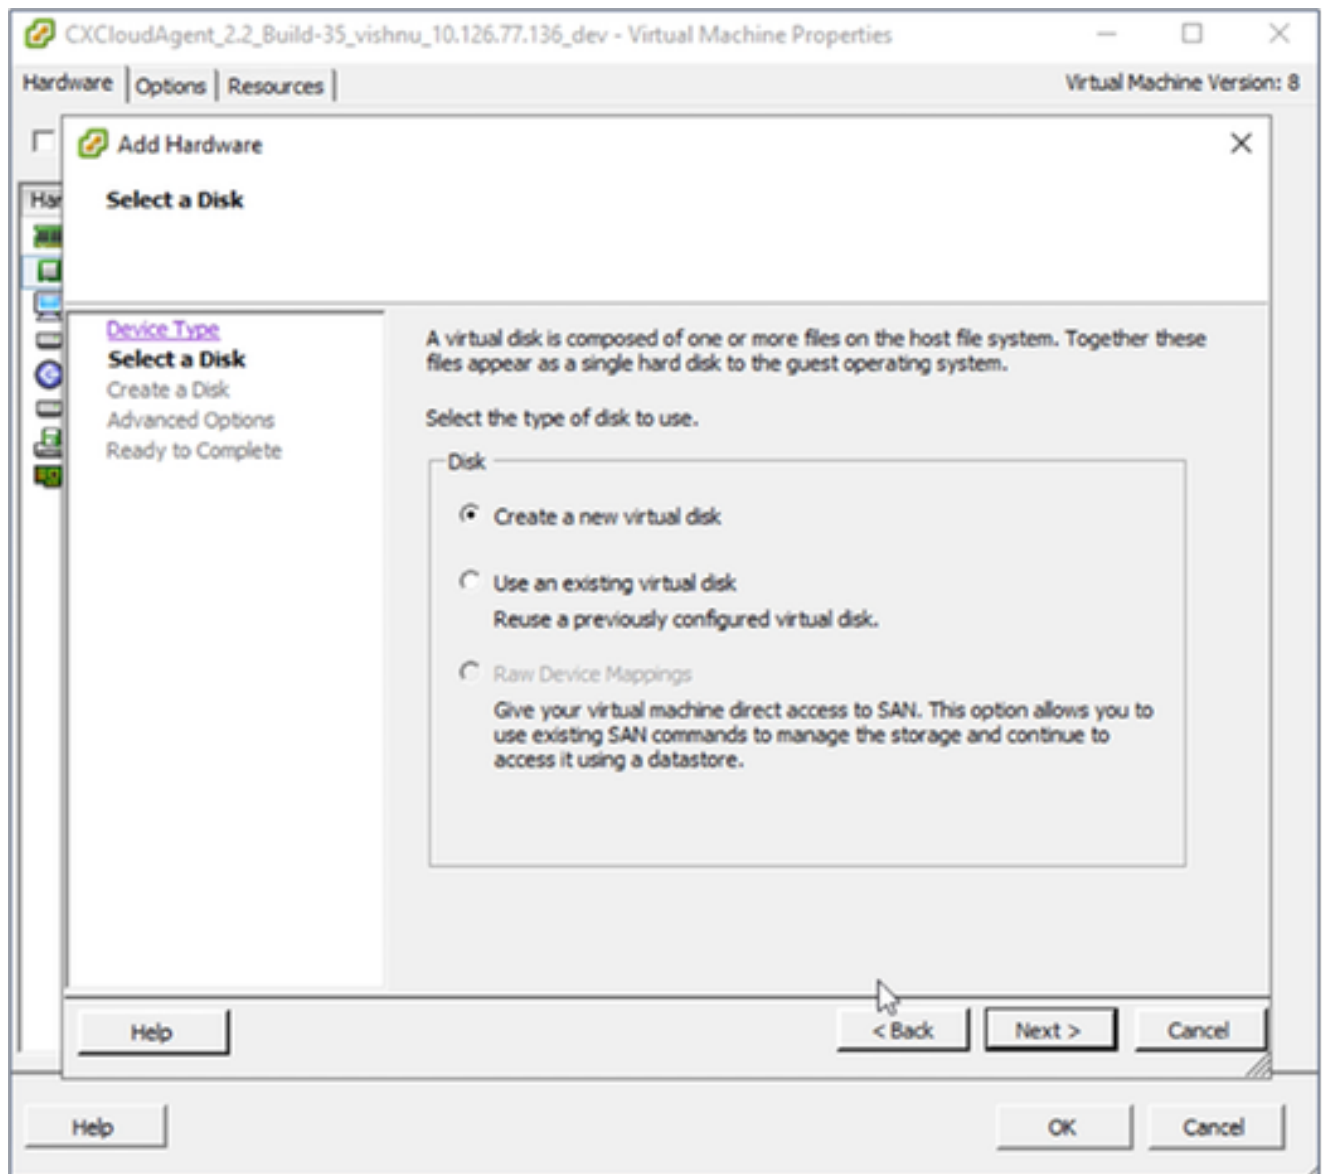 CXCloudAgent_2.2_Build-35_vishnu_10.126.77.136_dev - Virtual Machine Properties
Hardware Options Resources Virtual Machine Version: 8
Add Hardware
Har
Select a Disk
Device Type
Select a Disk
Create a Disk
Advanced Options
Ready to Complete
A virtual disk is composed of one or more files on the host file system. Together these
files appear as a single hard disk to the guest operating system.
Select the type of disk to use.
Disk
Create a new virtual disk
Use an existing virtual disk
Reuse a previously configured virtual disk.
Raw Device Mappings
Give your virtual machine direct access to SAN. This option allows you to
use existing SAN commands to manage the storage and continue to
access it using a datastore.
Help < Back Next > Cancel
Help OK Cancel